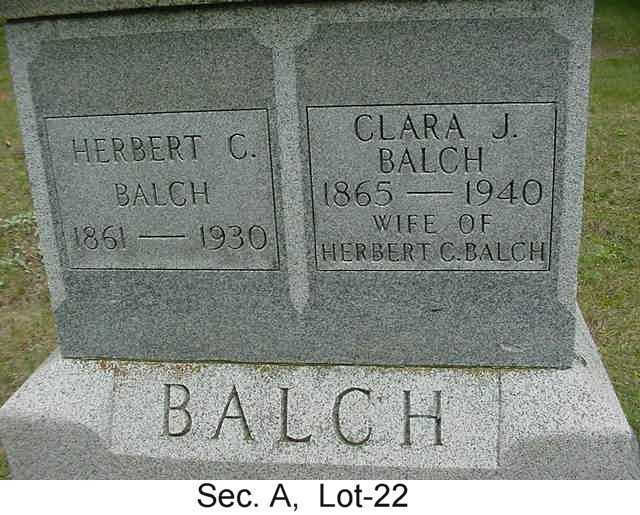 HERBERT C.
BALCH
1861 — 1930
CLARA J.
BALCH
1865 — 1940
WIFE OF
HERBERT C. BALCH
BALCH
Sec. A, Lot-22